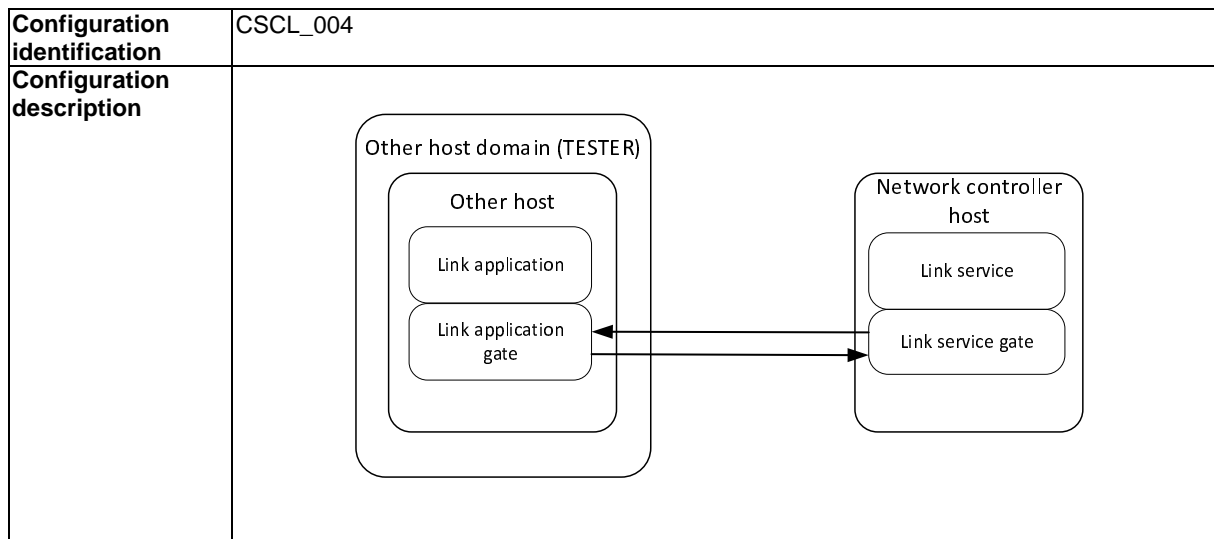 Configuration
identification
CSCL_004
Configuration
description
Other host domain (TESTER)
Other host
Link application
Link application
gate
Network controller
host
Link service
Link service gate